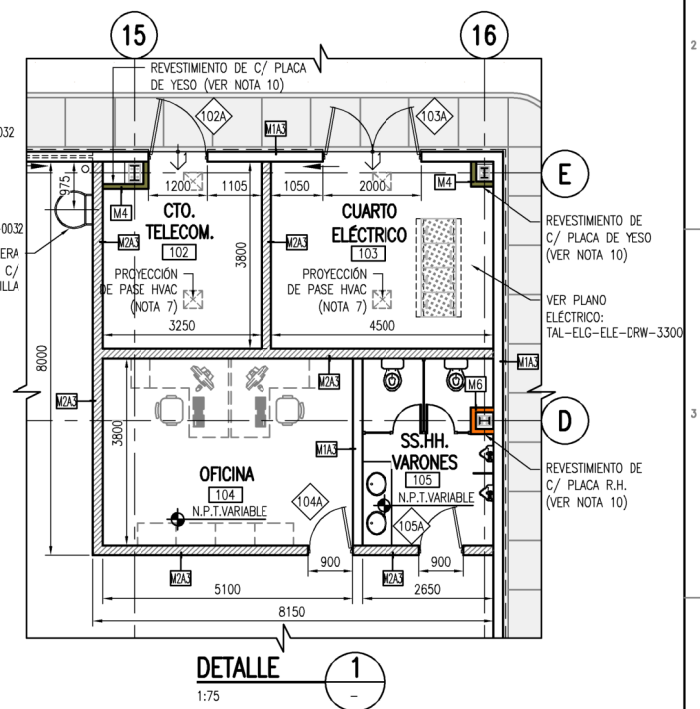 15
16
2
REVESTIMIENTO DE C/ PLACA
DE YESO (VER NOTA 10)
102A
103A
M1A3
0032
E
975
M4
1200
1105
1050
2000
M4
CTO.
TELECOM.
102
CUARTO
ELÉCTRICO
103
REVESTIMIENTO DE
C/ PLACA DE YESO
(VER NOTA 10)
-0032
ERA
C/
ILLA
M2A3
3800
M2A3
PROYECCIÓN
DE PASE HVAC
(NOTA 7)
PROYECCIÓN
DE PASE HVAC
(NOTA 7)
VER PLANO
ELÉCTRICO:
TAL-ELG-ELE-DRW-3300
3250
4500
8000
M1A3
M2A3
M6
M2A3
3
3800
D
M1A3
SS.HH.
VARONES
105
N.P.T.VARIABLE
OFICINA
104
N.P.T.VARIABLE
REVESTIMIENTO DE
C/ PLACA R.H.
(VER NOTA 10)
104A
105A
M2A3
900
M2A3
900
5100
2650
8150
DETALLE
1
1:75
-